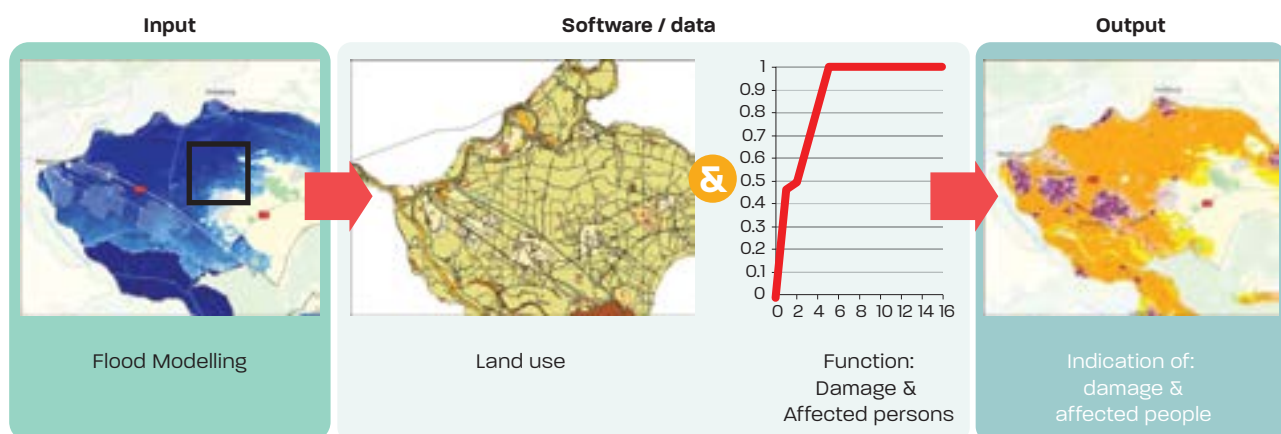 Input
Software / data
Output
&
1
0.9
0.8
0.7
0.6
0.5
0.4
0.3
0.2
0.1
0
0 2 4 6 8 10 12 14 16
Flood Modelling
Land use
Function:
Damage &
Affected persons
Indication of:
damage &
affected people